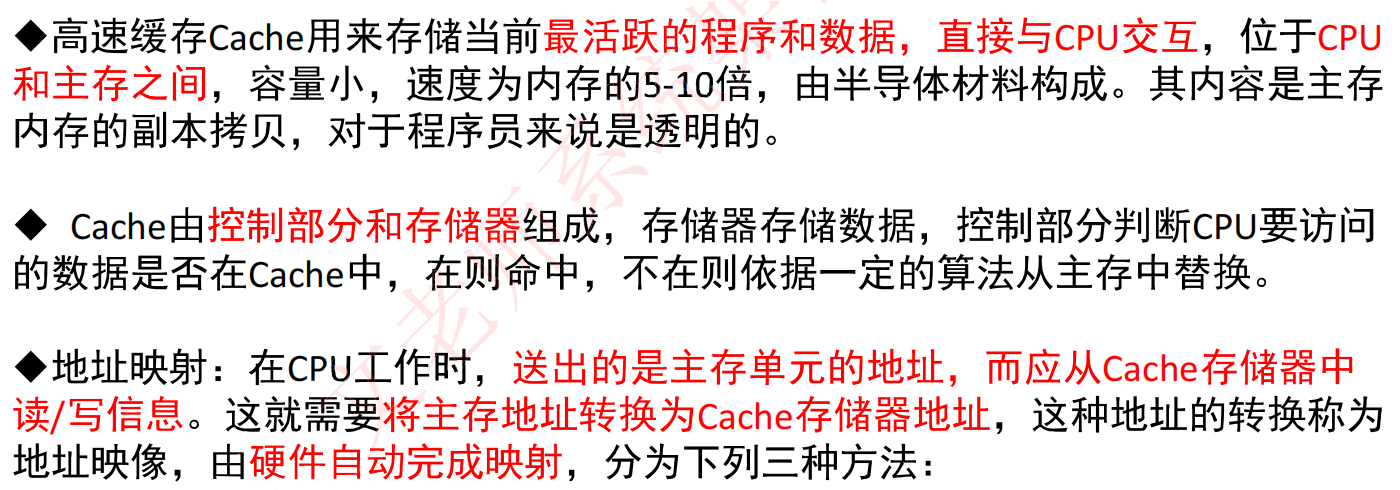 ◆高速缓存Cache用来存储当前最活跃的程序和数据，直接与CPU交互，位于CPU
和主存之间，容量小，速度为内存的5-10倍，由半导体材料构成。其内容是主存
内存的副本拷贝，对于程序员来说是透明的。
◆ Cache由控制部分和存储器组成，存储器存储数据，控制部分判断CPU要访问
的数据是否在Cache中，在则命中，不在则依据一定的算法从主存中替换。
◆地址映射：在CPU工作时，送出的是主存单元的地址，而应从Cache存储器中
读/写信息。这就需要将主存地址转换为Cache存储器地址，这种地址的转换称为
地址映像，由硬件自动完成映射，分为下列三种方法：
文老师系统架